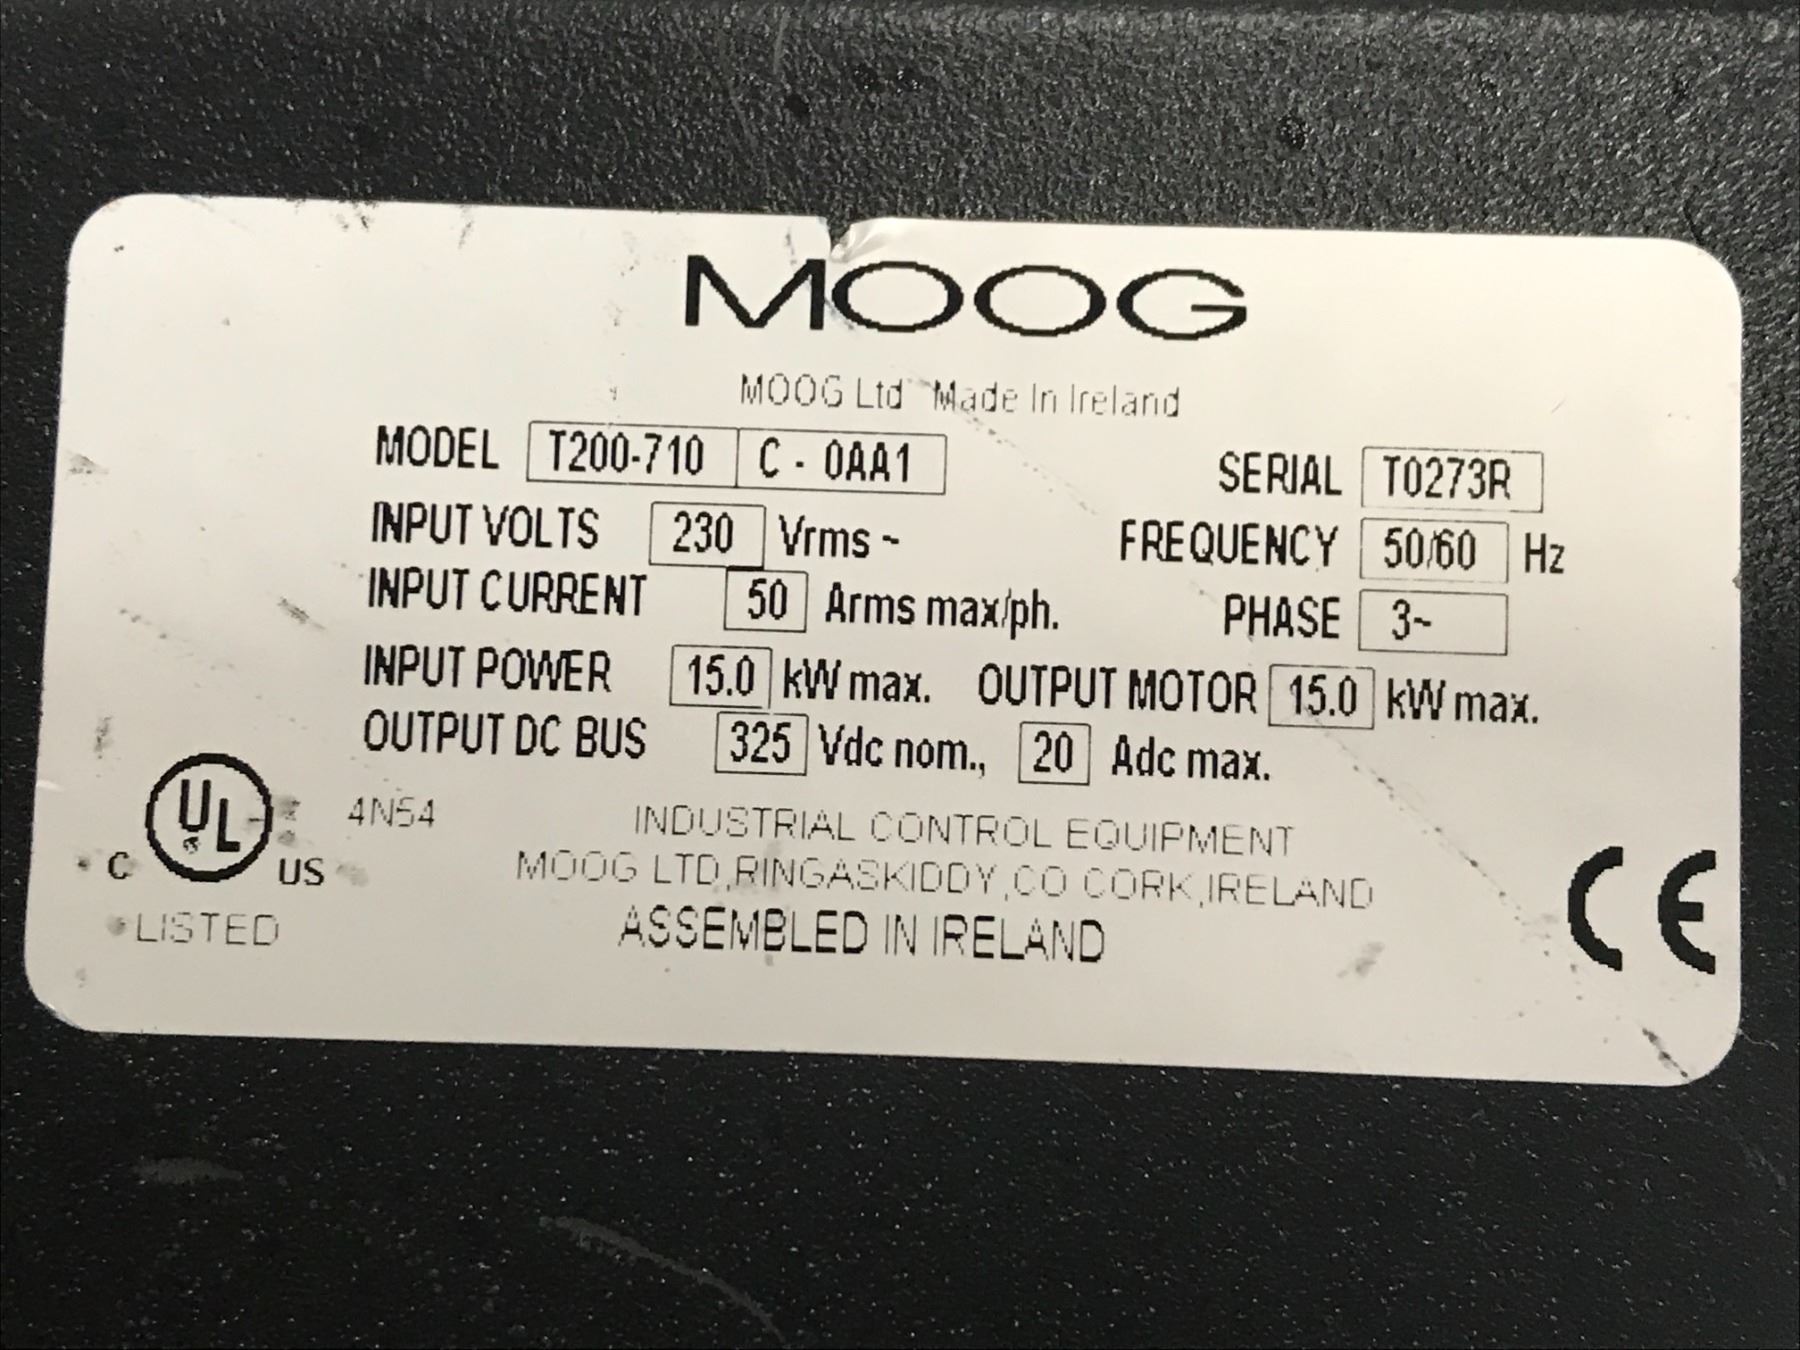 MOOG
MOOG Ltd Made In Ireland
MODEL T200-710 C - 0AA1 SERIAL T0273R
INPUT VOLTS 230 Vrms ~ FREQUENCY 50/60 Hz
INPUT CURRENT 50 Arms max/ph. PHASE 3~
INPUT POWER 15.0 kW max. OUTPUT MOTOR 15.0 kW max.
OUTPUT DC BUS 325 Vdc nom., 20 Adc max.
C UL US 4N54
LISTED
INDUSTRIAL CONTROL EQUIPMENT
MOOG LTD,RINGASKIDDY,CO CORK,IRELAND
ASSEMBLED IN IRELAND
CE